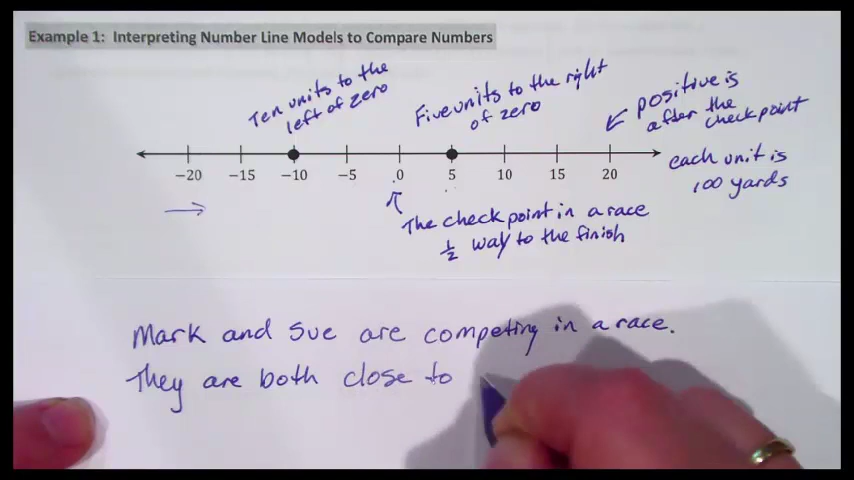 Example 1: Interpreting Number Line Models to Compare Numbers
Ten units to the
left of zero
Five units to the right
of zero
positive is
after the
checkpoint
−20 −15 −10 −5 0 5 10 15 20
each unit is
100 yards
The checkpoint in a race
1/2 way to the finish
Mark and Sue are competing in a race.
They are both close to